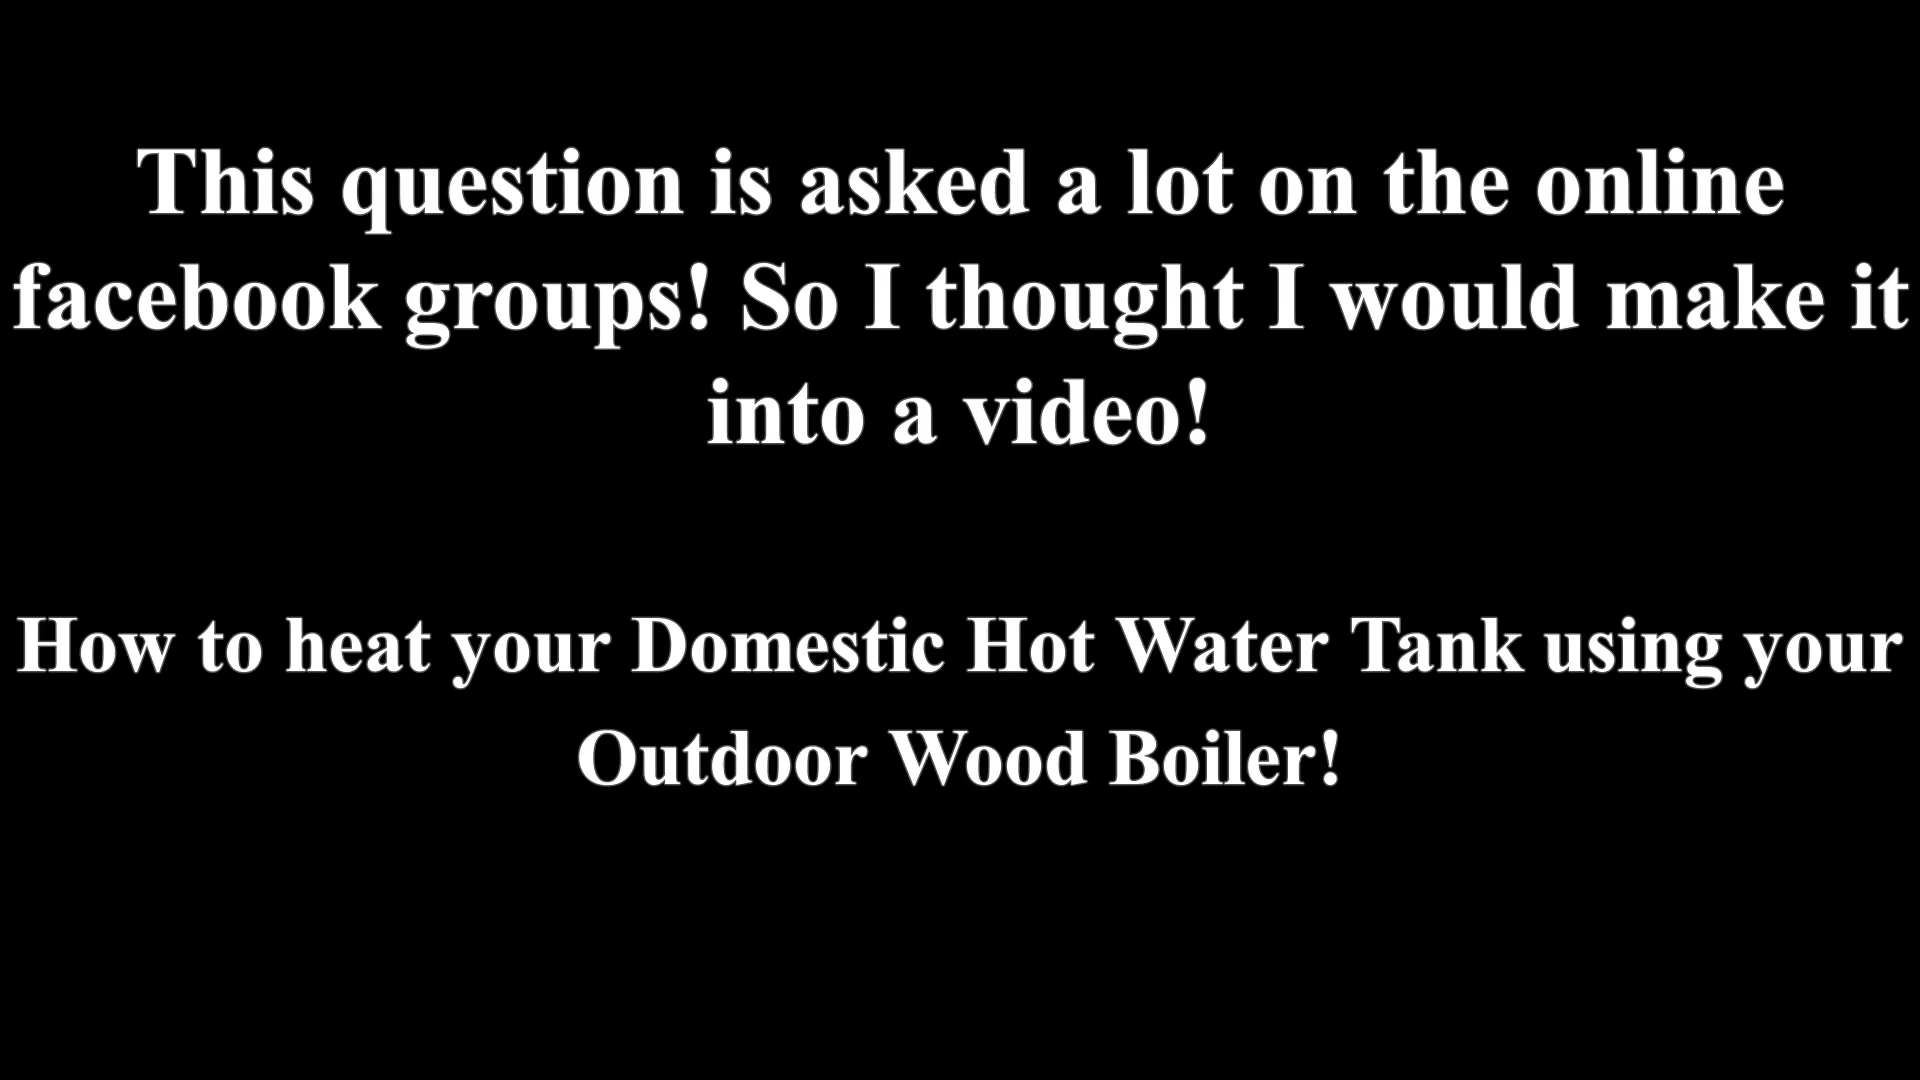 This question is asked a lot on the online
facebook groups! So I thought I would make it
into a video!
How to heat your Domestic Hot Water Tank using your
Outdoor Wood Boiler!